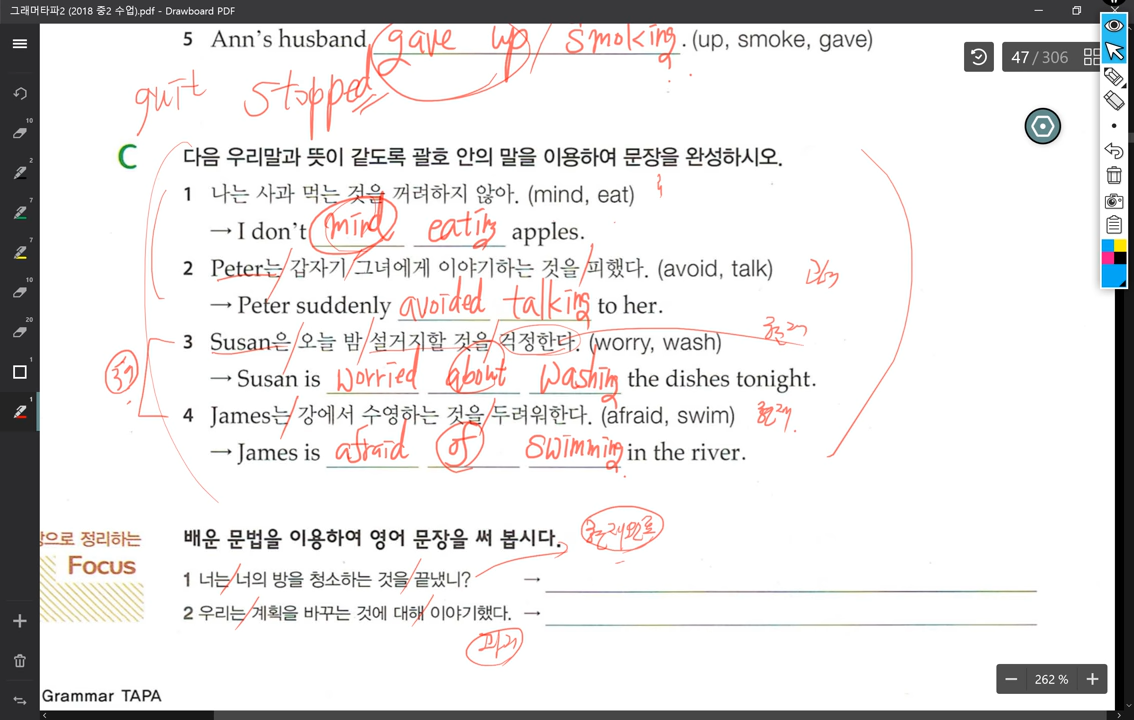 그래머타파2 (2018 중2 수업).pdf - Drawboard PDF
47 / 306
5 Ann's husband gave up / smoking. (up, smoke, gave)
quit stopped
C 다음 우리말과 뜻이 같도록 괄호 안의 말을 이용하여 문장을 완성하시오.
1 나는 사과 먹는 것을 꺼려하지 않아. (mind, eat)
→ I don't mind eating apples.
2 Peter는 갑자기 그녀에게 이야기하는 것을 피했다. (avoid, talk)
→ Peter suddenly avoided talking to her.
3 Susan은 오늘 밤 설거지할 것을 걱정한다. (worry, wash)
→ Susan is worried about washing the dishes tonight.
4 James는 강에서 수영하는 것을 두려워한다. (afraid, swim)
→ James is afraid of swimming in the river.
으로 정리하는
Focus
배운 문법을 이용하여 영어 문장을 써 봅시다.
1 너는 너의 방을 청소하는 것을 끝냈니? →
2 우리는 계획을 바꾸는 것에 대해 이야기했다. →
과거
Grammar TAPA
262 %
10
2
7
7
10
20
1
1